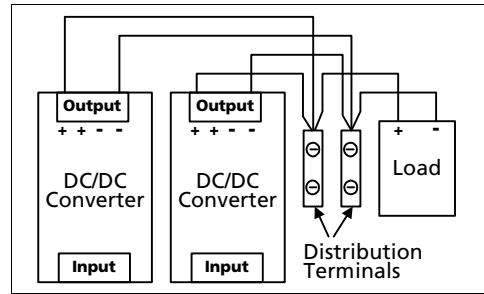 Output
+ + - -
DC/DC
Converter
Input
Output
+ + - -
DC/DC
Converter
Input
+ -
Load
Distribution
Terminals